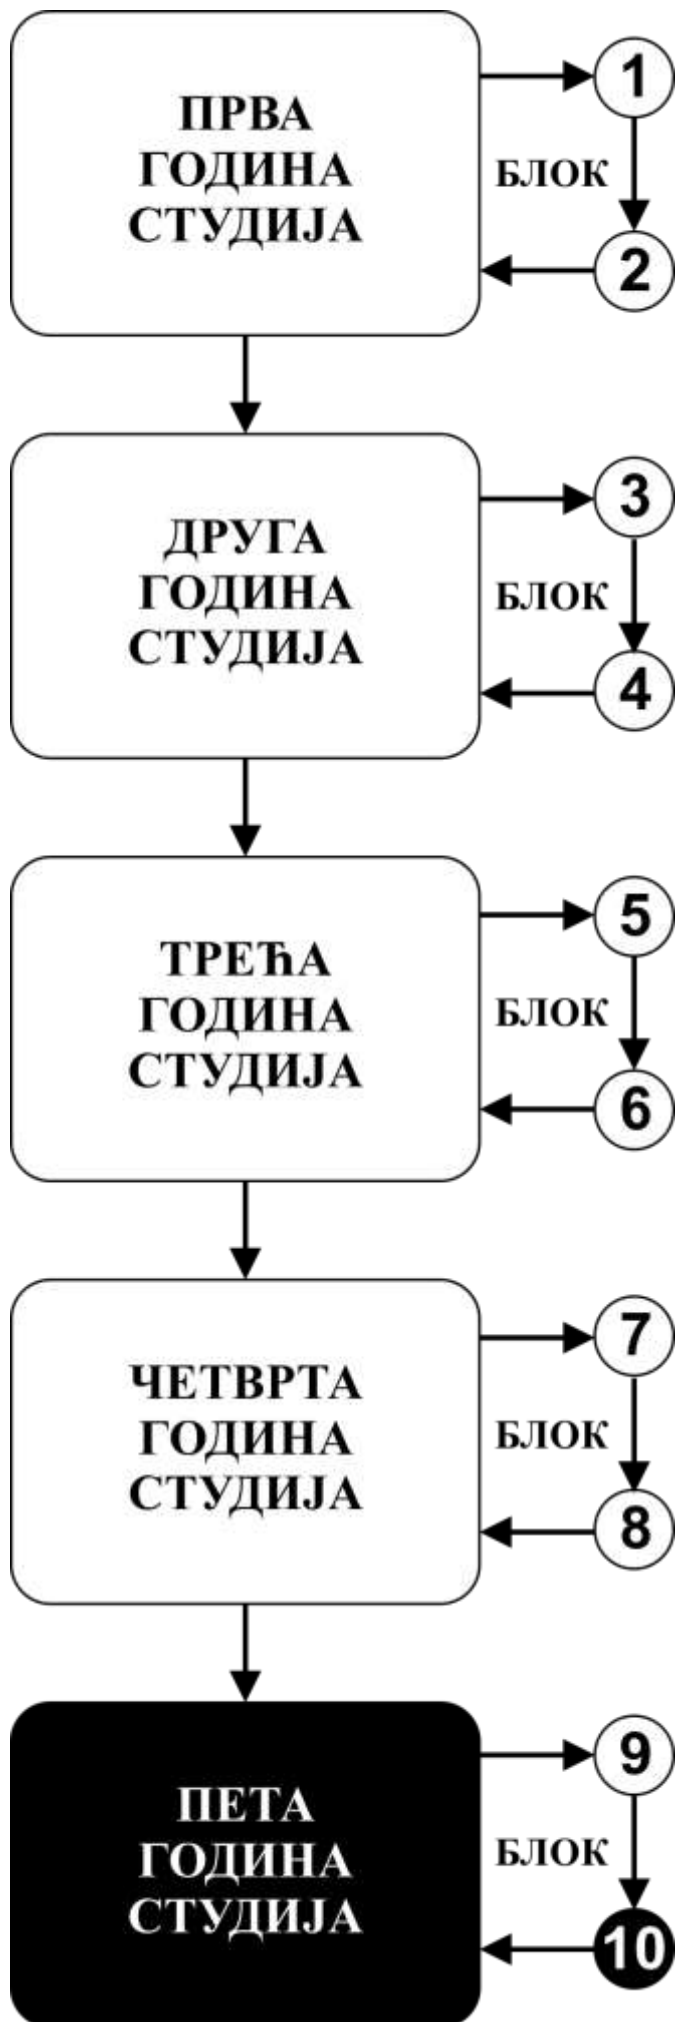 ПРВА
ГОДИНА
СТУДИЈА
1
БЛОК
2
ДРУГА
ГОДИНА
СТУДИЈА
3
БЛОК
4
ТРЕЋА
ГОДИНА
СТУДИЈА
5
БЛОК
6
ЧЕТВРТА
ГОДИНА
СТУДИЈА
7
БЛОК
8
ПЕТА
ГОДИНА
СТУДИЈА
9
БЛОК
10